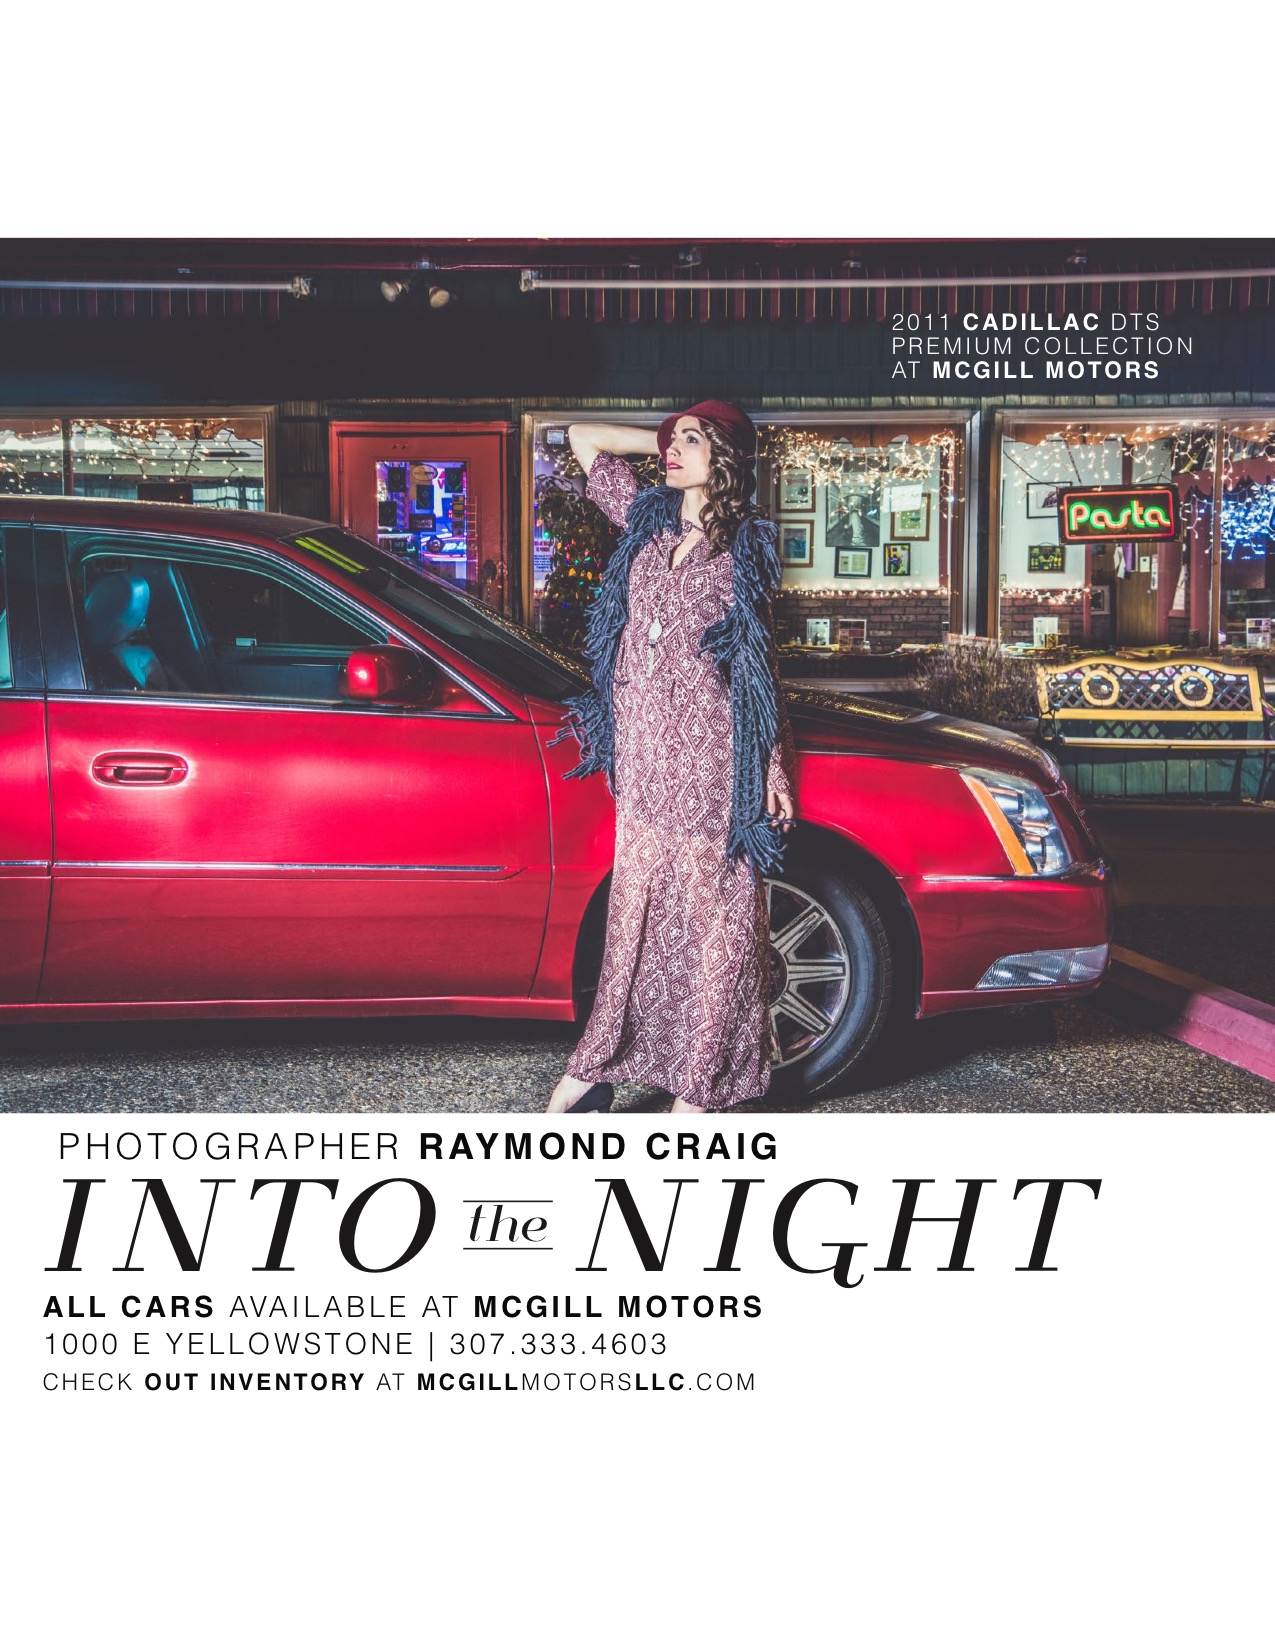 2011 CADILLAC DTS
PREMIUM COLLECTION
AT MCGILL MOTORS
Pasta
PHOTOGRAPHER RAYMOND CRAIG
INTO the NIGHT
ALL CARS AVAILABLE AT MCGILL MOTORS
1000 E YELLOWSTONE | 307.333.4603
CHECK OUT INVENTORY AT MCGILLMOTORSLLC.COM